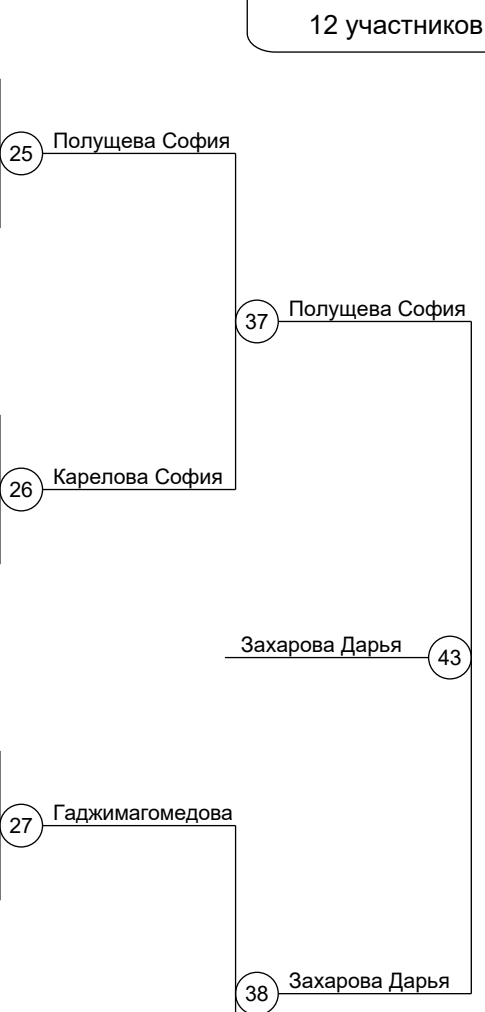 12 участников
25 Полущева София
37 Полущева София
26 Карелова София
Захарова Дарья 43
27 Гаджимагомедова
38 Захарова Дарья